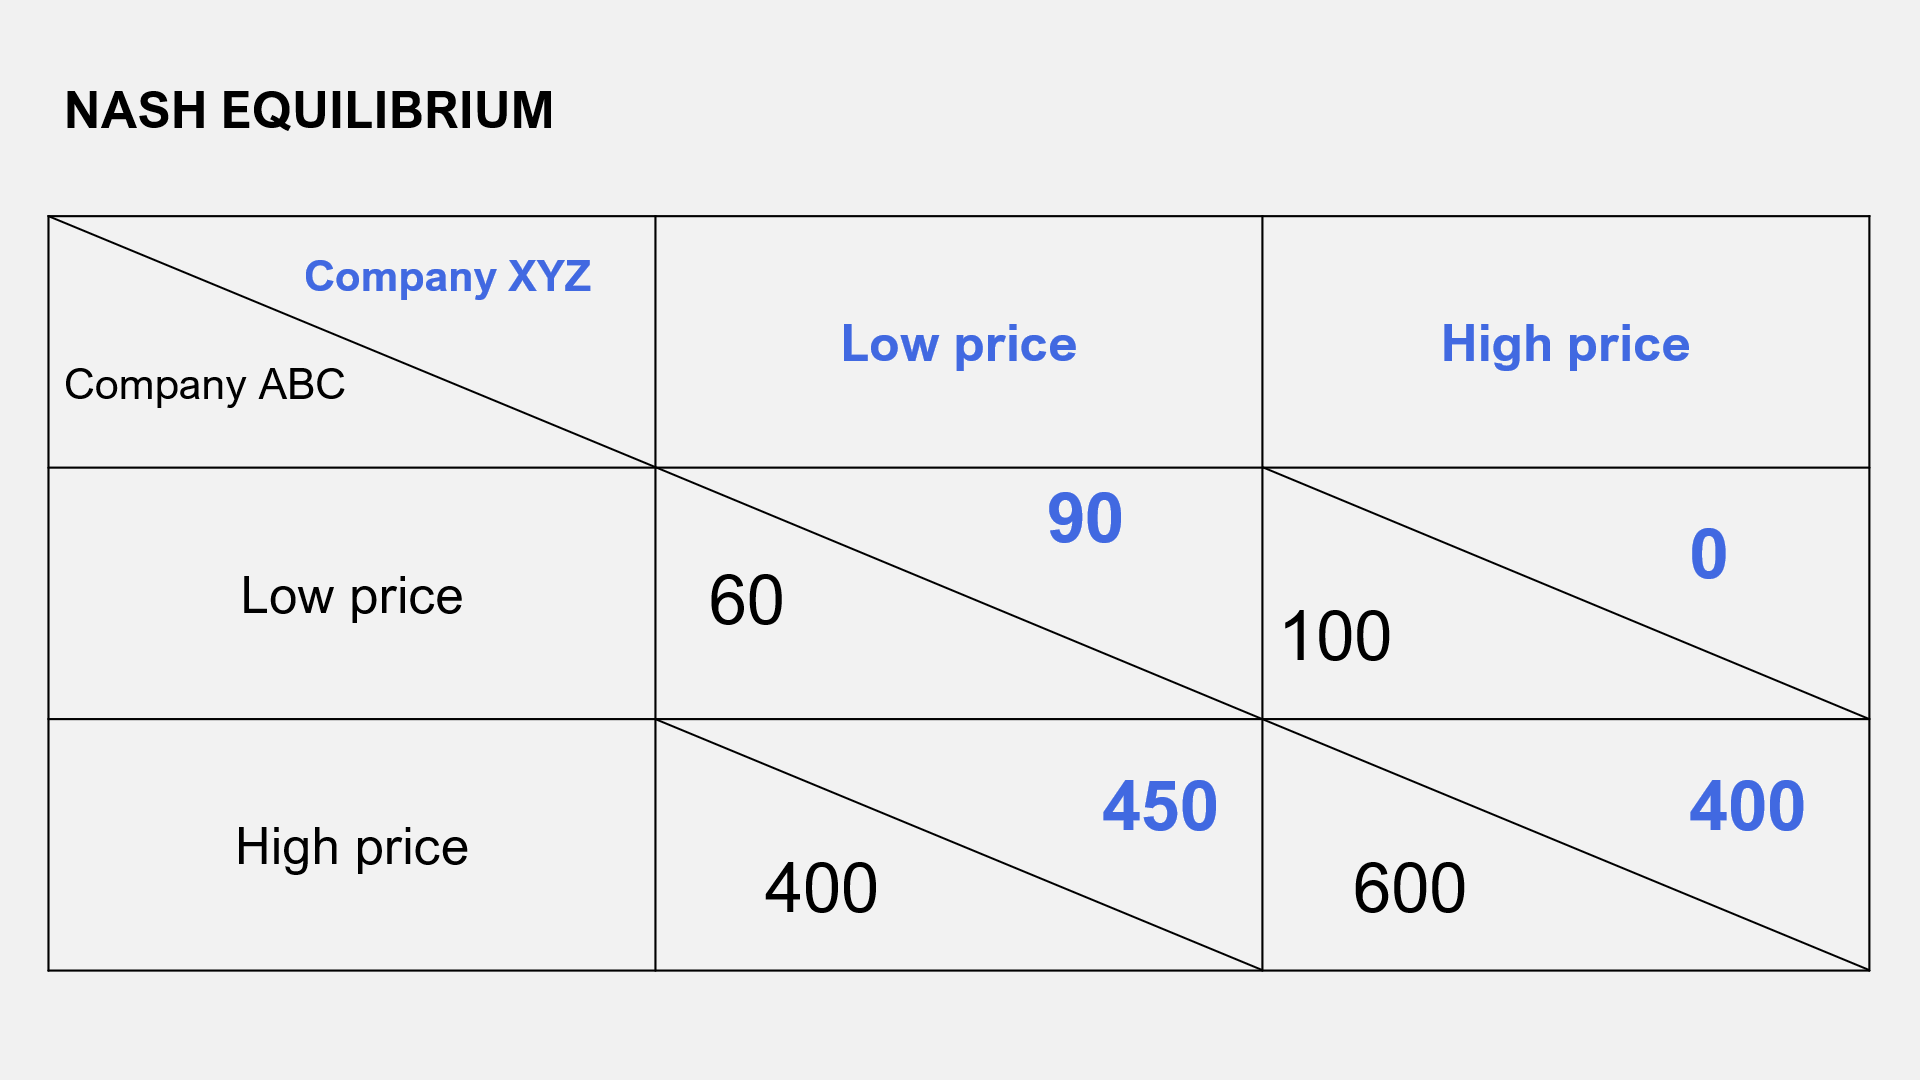 NASH EQUILIBRIUM
Company XYZ
Company ABC
Low price
High price
Low price
90
60
0
100
High price
450
400
400
600